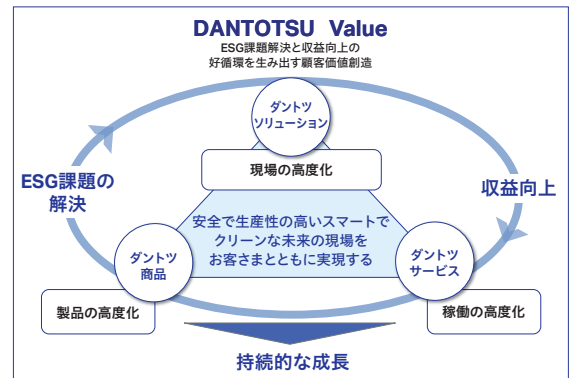 DANTOTSU Value
ESG課題解決と収益向上の
好循環を生み出す顧客価値創造
ダントツ
ソリューション
現場の高度化
ESG課題の
解決
収益向上
安全で生産性の高いスマートで
クリーンな未来の現場を
お客さまとともに実現する
ダントツ
商品
ダントツ
サービス
製品の高度化
稼働の高度化
持続的な成長